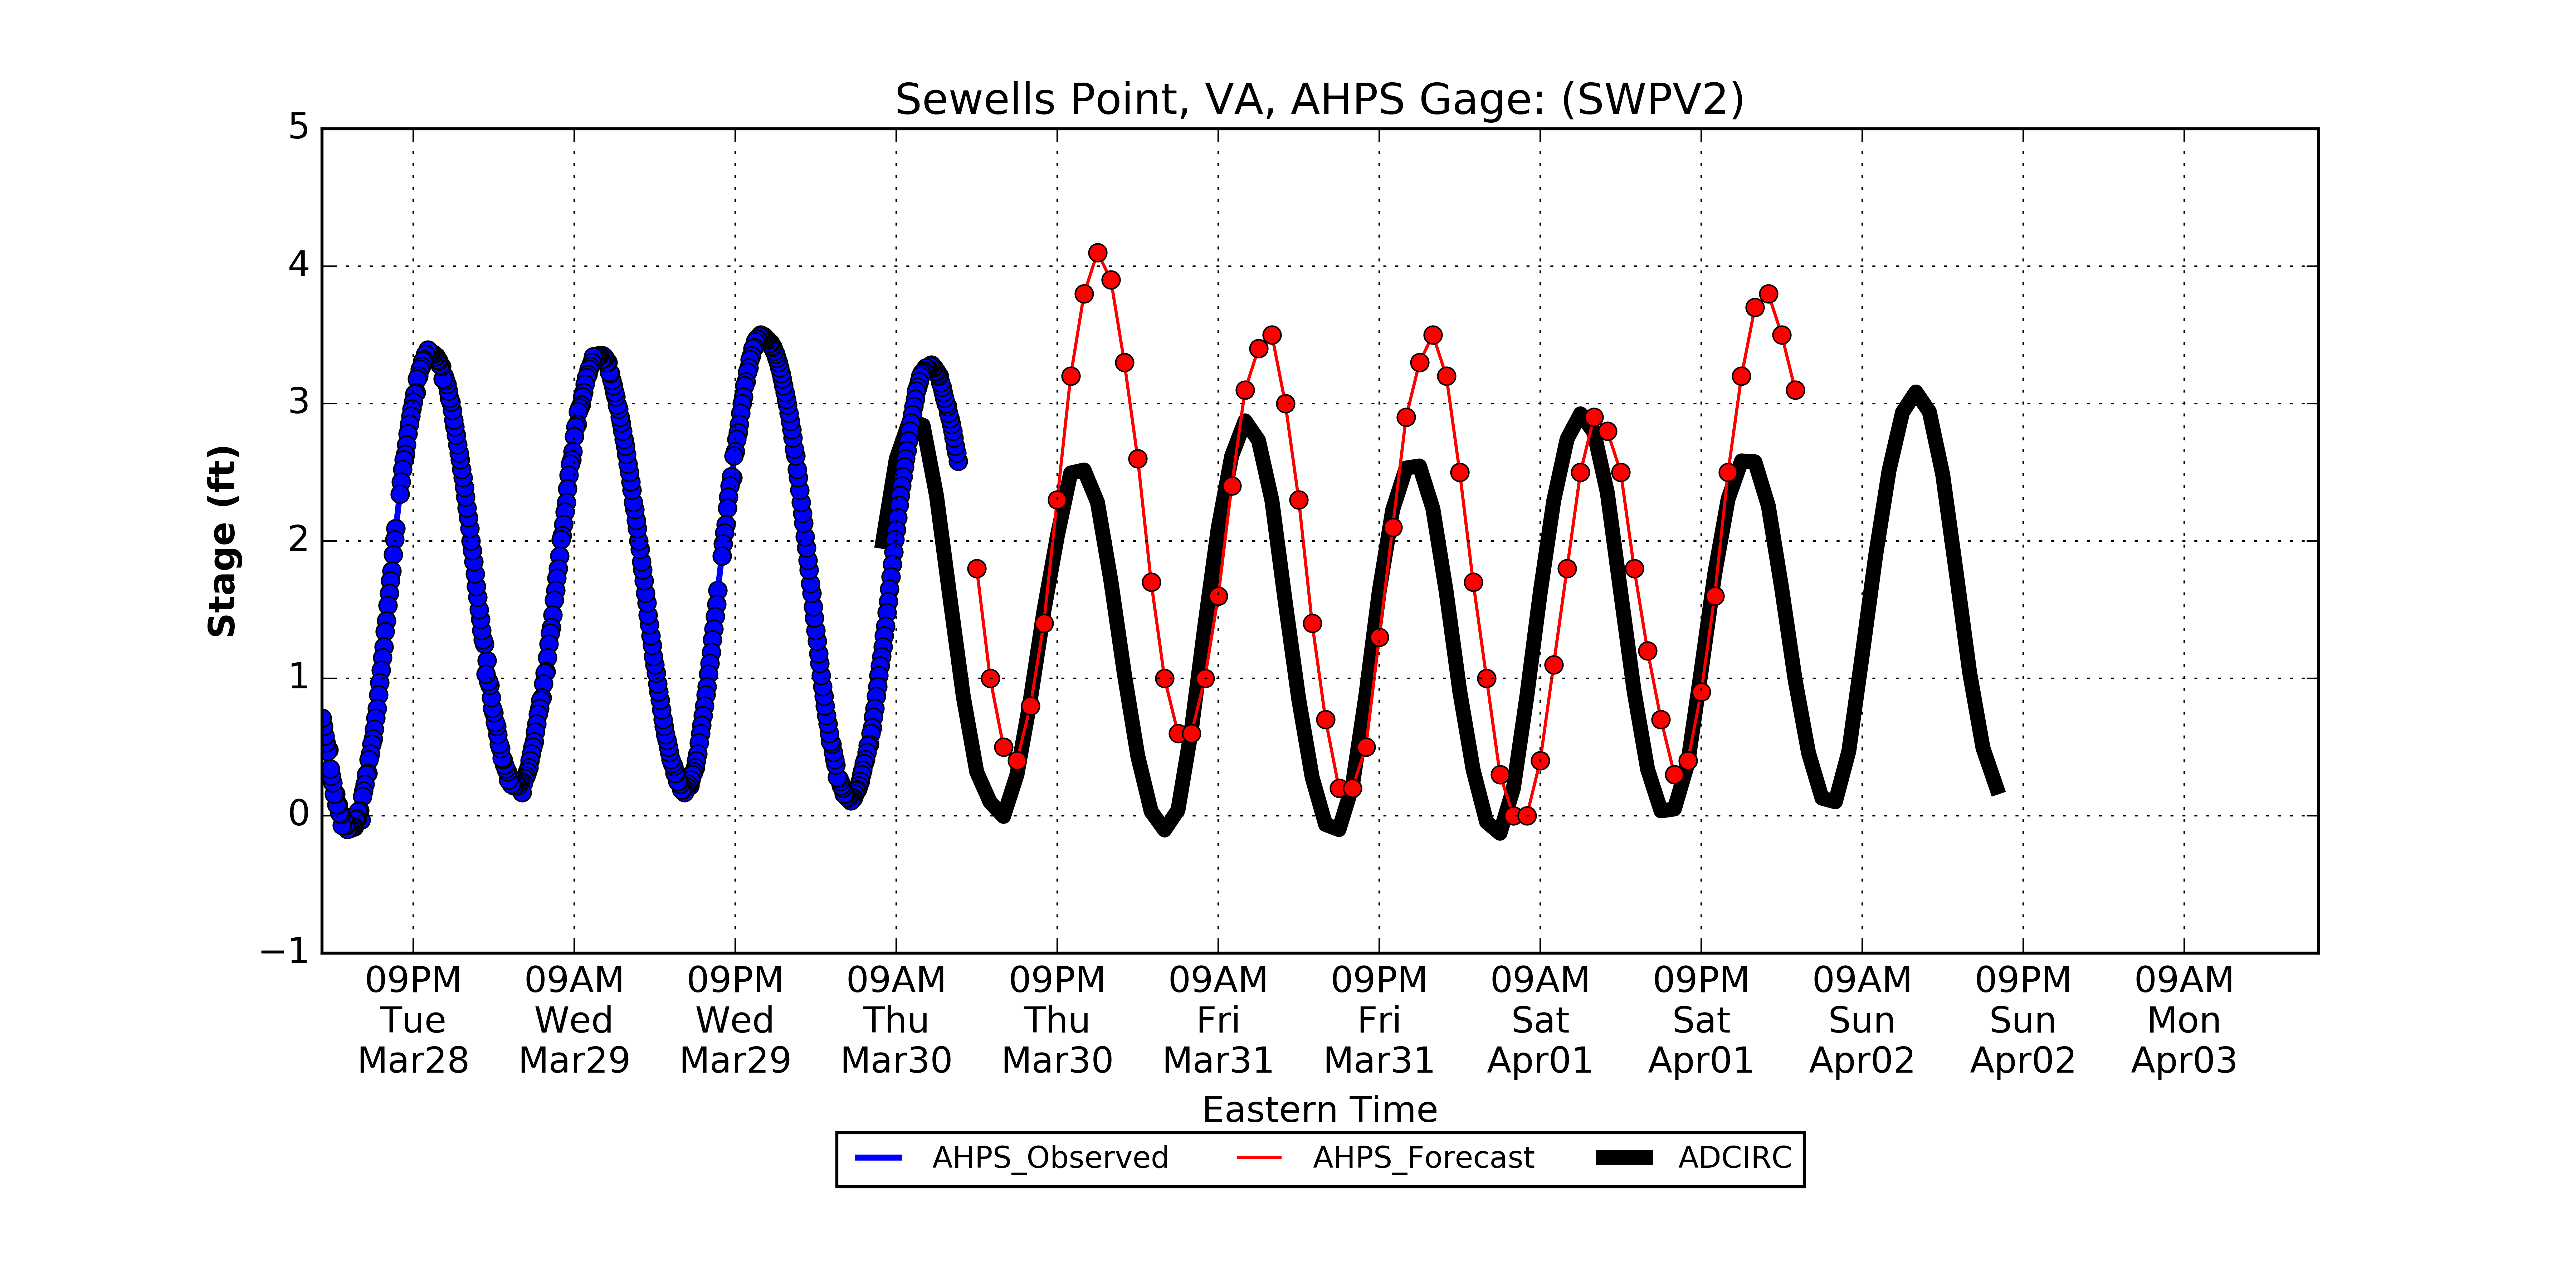 Sewells Point, VA, AHPS Gage: (SWPV2)
5
4
3
2
1
0
−1
Stage (ft)
09PM 09AM 09PM 09AM 09PM 09AM 09PM 09AM 09PM 09AM 09PM 09AM
Tue Wed Wed Thu Thu Fri Fri Sat Sat Sun Sun Mon
Mar28 Mar29 Mar29 Mar30 Mar30 Mar31 Mar31 Apr01 Apr01 Apr02 Apr02 Apr03
Eastern Time
AHPS_Observed AHPS_Forecast ADCIRC